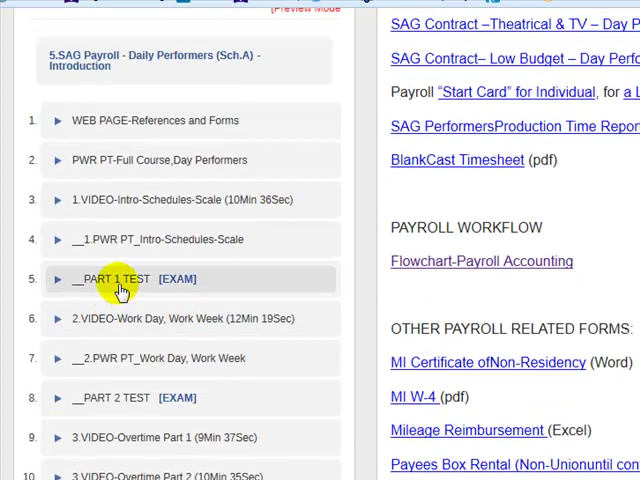 [Preview Mode
5.SAG Payroll - Daily Performers (Sch.A) -
Introduction
1. WEB PAGE-References and Forms
2. PWR PT-Full Course,Day Performers
3. 1.VIDEO-Intro-Schedules-Scale (10Min 36Sec)
4. __1.PWR PT_Intro-Schedules-Scale
5. __PART 1 TEST [EXAM]
6. 2.VIDEO-Work Day, Work Week (12Min 19Sec)
7. __2.PWR PT_Work Day, Work Week
8. __PART 2 TEST [EXAM]
9. 3.VIDEO-Overtime Part 1 (9Min 37Sec)
10. 3.VIDEO-Overtime Part 2 (10Min 35Sec)
SAG Contract –Theatrical & TV – Day P
SAG Contract– Low Budget – Day Perfo
Payroll “Start Card” for Individual, for a L
SAG PerformersProduction Time Report
BlankCast Timesheet (pdf)
PAYROLL WORKFLOW
Flowchart-Payroll Accounting
OTHER PAYROLL RELATED FORMS:
MI Certificate ofNon-Residency (Word)
MI W-4 (pdf)
Mileage Reimbursement (Excel)
Payees Box Rental (Non-Unionuntil con